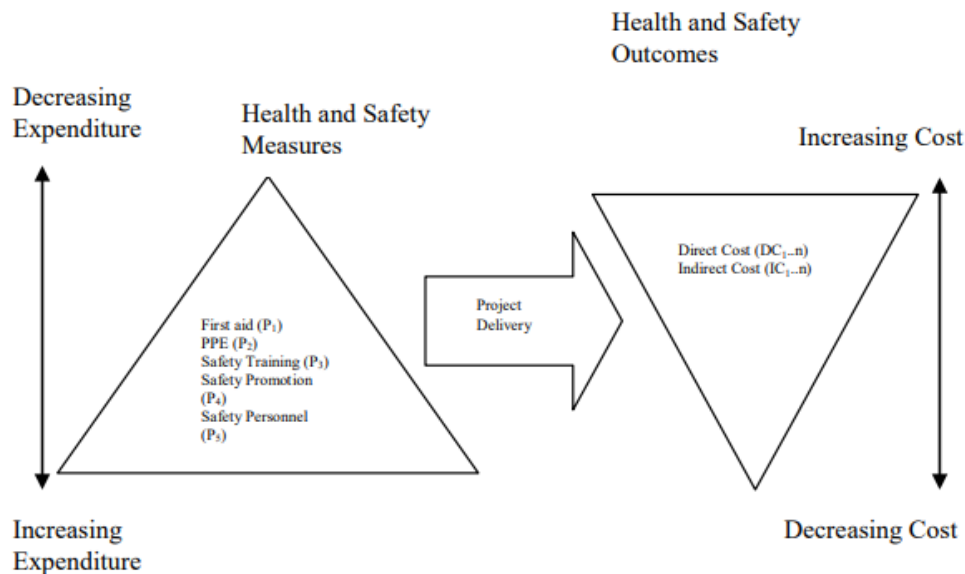 Health and Safety
Outcomes
Decreasing
Expenditure
Health and Safety
Measures
Increasing Cost
Direct Cost (DC₁..n)
Indirect Cost (IC₁..n)
Project
Delivery
First aid (P₁)
PPE (P₂)
Safety Training (P₃)
Safety Promotion
(P₄)
Safety Personnel
(P₅)
Increasing
Expenditure
Decreasing Cost